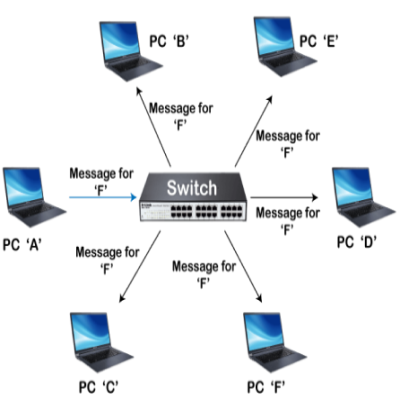 PC 'B'
PC 'E'
Message for
'F'
Message for
'F'
Message for
'F'
Switch
Message for
'F'
PC 'A'
PC 'D'
Message for
'F'
Message for
'F'
PC 'C'
PC 'F'